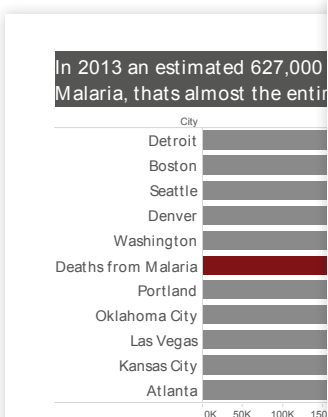 In 2013 an estimated 627,000
Malaria, thats almost the
City
Detroit
Boston
Seattle
Denver
Washington
Deaths from Malaria
Portland
Oklahoma City
Las Vegas
Kansas City
Atlanta
0K 50K 100K